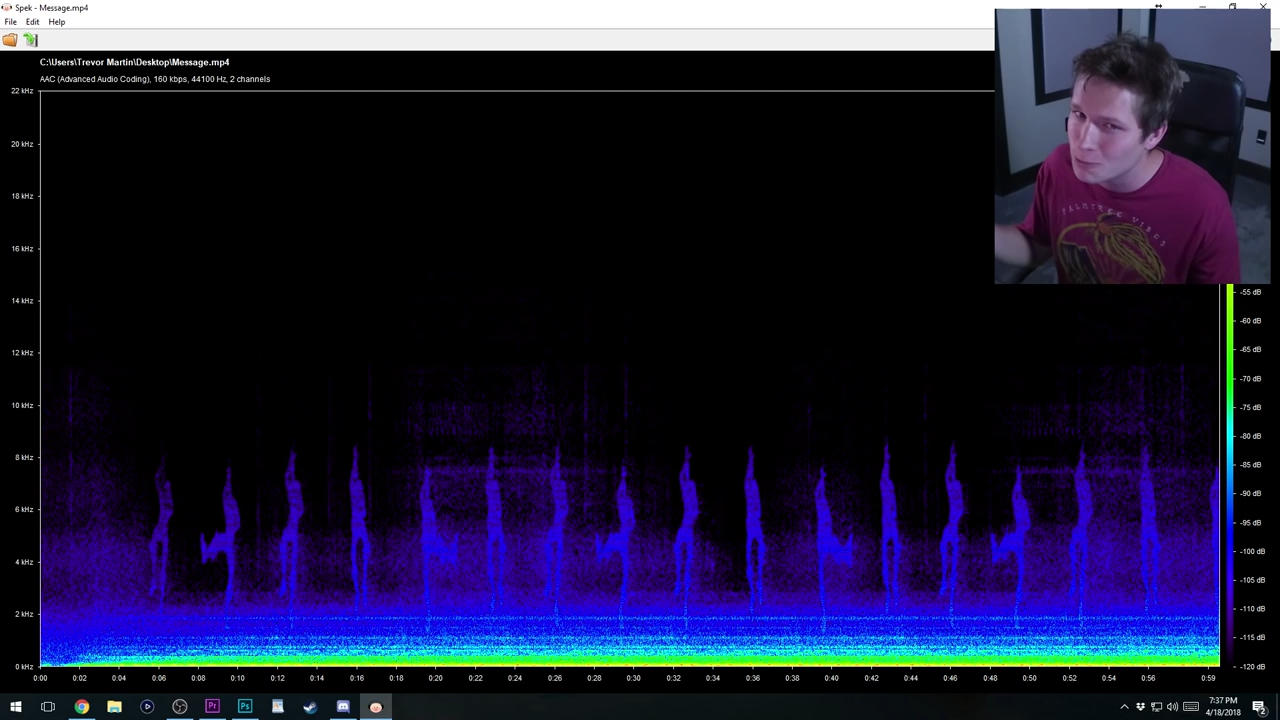 Spek - Message.mp4
File Edit Help
C:\Users\Trevor Martin\Desktop\Message.mp4
AAC (Advanced Audio Coding), 160 kbps, 44100 Hz, 2 channels
22 kHz
20 kHz
18 kHz
16 kHz
14 kHz
12 kHz
10 kHz
8 kHz
6 kHz
4 kHz
2 kHz
0 kHz
PALMTREE VIBES
-55 dB
-60 dB
-65 dB
-70 dB
-75 dB
-80 dB
-85 dB
-90 dB
-95 dB
-100 dB
-105 dB
-110 dB
-115 dB
-120 dB
0:00 0:02 0:04 0:06 0:08 0:10 0:12 0:14 0:16 0:18 0:20 0:22 0:24 0:26 0:28 0:30 0:32 0:34 0:36 0:38 0:40 0:42 0:44 0:46 0:48 0:50 0:52 0:54 0:56 0:59
Pr Ps
7:37 PM
4/18/2018
2